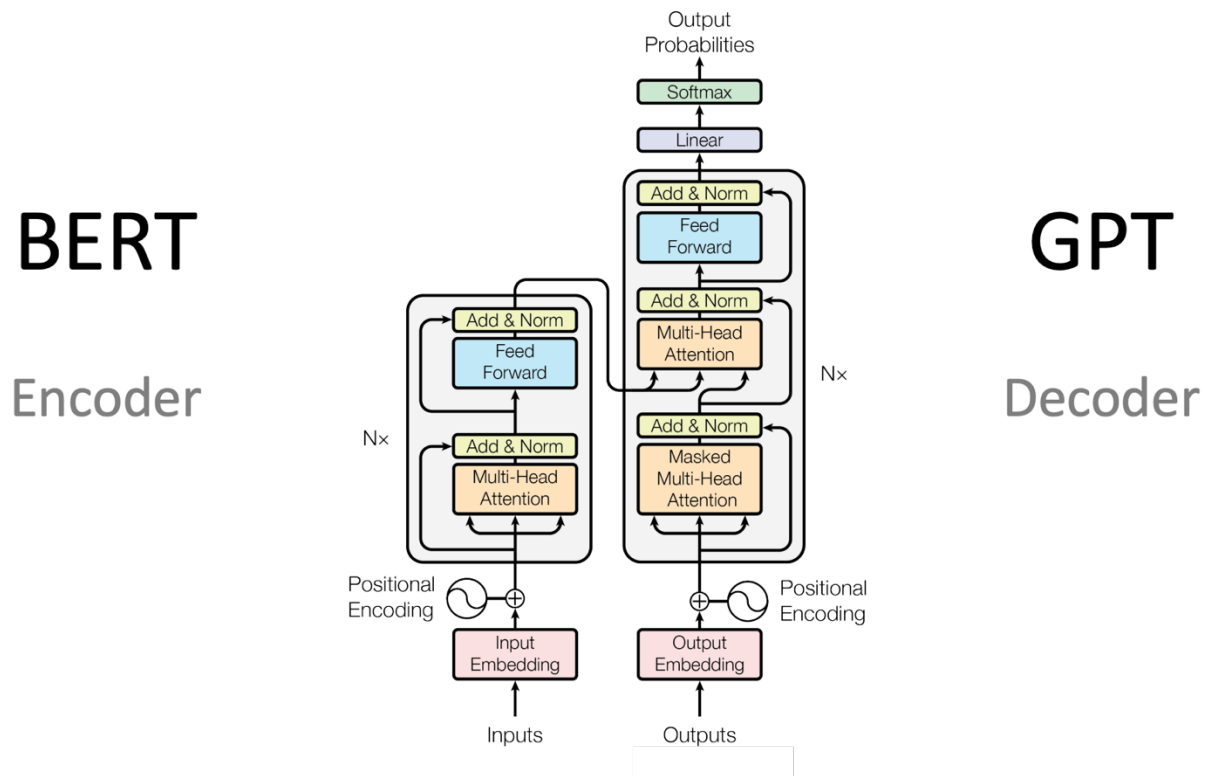 BERT
Encoder
Output
Probabilities
Softmax
Linear
Add & Norm
Feed
Forward
Add & Norm
Multi-Head
Attention
Add & Norm
Masked
Multi-Head
Attention
N×
Add & Norm
Feed
Forward
Add & Norm
Multi-Head
Attention
N×
Positional
Encoding
Positional
Encoding
Input
Embedding
Output
Embedding
Inputs
Outputs
GPT
Decoder